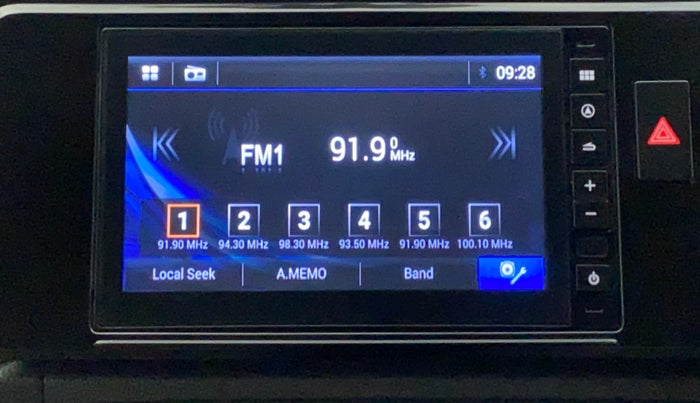 09:28
FM1 91.90 MHz
1 2 3 4 5 6
91.90 MHz 94.30 MHz 98.30 MHz 93.50 MHz 91.90 MHz 100.10 MHz
Local Seek A.MEMO Band
+
−